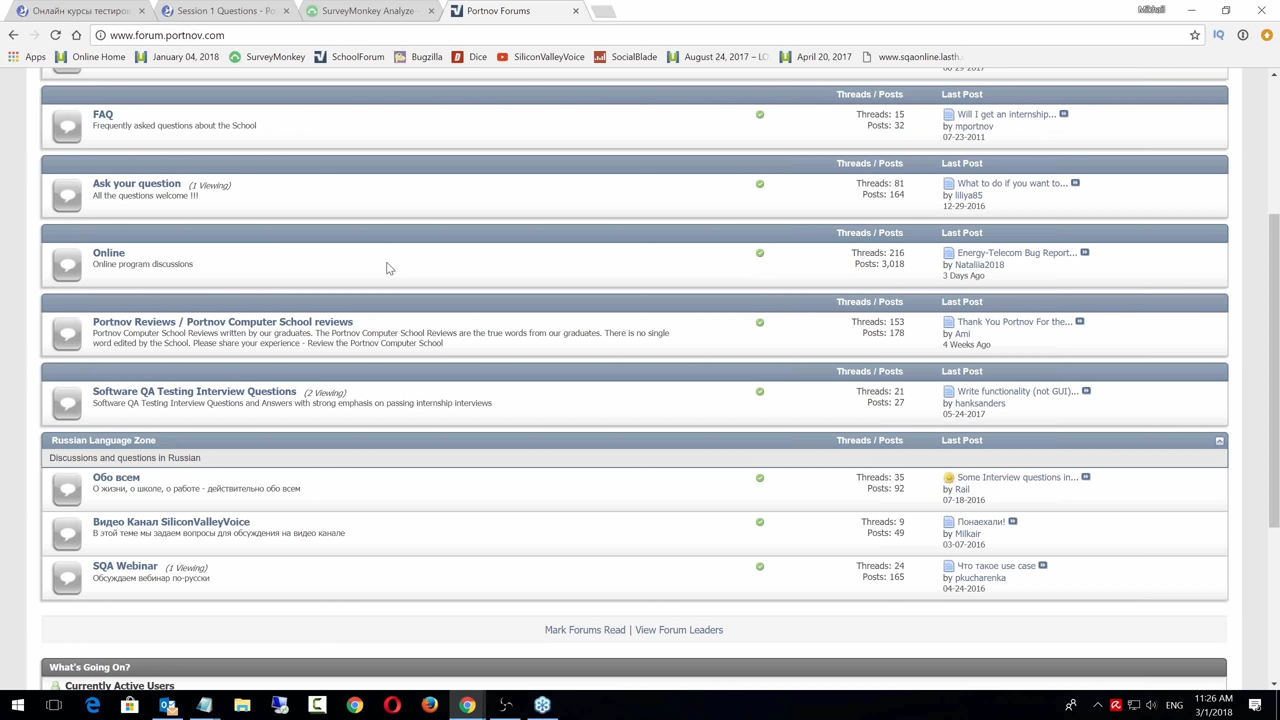 Онлайн курсы тестиров
Session 1 Questions - Po
SurveyMonkey Analyze -
Portnov Forums
Mikhail
www.forum.portnov.com
Apps
Online Home
January 04, 2018
SurveyMonkey
SchoolForum
Bugzilla
Dice
SiliconValleyVoice
SocialBlade
August 24, 2017 – LO
April 20, 2017
www.sqaonline.lasth
Threads / Posts
Last Post
FAQ
Frequently asked questions about the School
Threads: 15
Posts: 32
Will I get an internship...
by mportnov
07-23-2011
Threads / Posts
Last Post
Ask your question (1 Viewing)
All the questions welcome !!!
Threads: 81
Posts: 164
What to do if you want to...
by liliya85
12-29-2016
Threads / Posts
Last Post
Online
Online program discussions
Threads: 216
Posts: 3,018
Energy-Telecom Bug Report...
by Nataliia2018
3 Days Ago
Threads / Posts
Last Post
Portnov Reviews / Portnov Computer School reviews
Portnov Computer School Reviews written by our graduates. The Portnov Computer School Reviews are the true words from our graduates. There is no single
word edited by the School. Please share your experience - Review the Portnov Computer School
Threads: 153
Posts: 178
Thank You Portnov For the...
by Ami
4 Weeks Ago
Threads / Posts
Last Post
Software QA Testing Interview Questions (2 Viewing)
Software QA Testing Interview Questions and Answers with strong emphasis on passing internship interviews
Threads: 21
Posts: 27
Write functionality (not GUI)...
by hanksanders
05-24-2017
Russian Language Zone
Threads / Posts
Last Post
Discussions and questions in Russian
Обо всем
О жизни, о школе, о работе - действительно обо всем
Threads: 35
Posts: 92
Some Interview questions in...
by Rail
07-18-2016
Видео Канал SiliconValleyVoice
В этой теме мы задаем вопросы для обсуждения на видео канале
Threads: 9
Posts: 49
Понаехали!
by Milkair
03-07-2016
SQA Webinar (1 Viewing)
Обсуждаем вебинар по-русски
Threads: 24
Posts: 165
Что такое use case
by pkucharenka
04-24-2016
Mark Forums Read | View Forum Leaders
What's Going On?
Currently Active Users
ENG
11:26 AM
3/1/2018